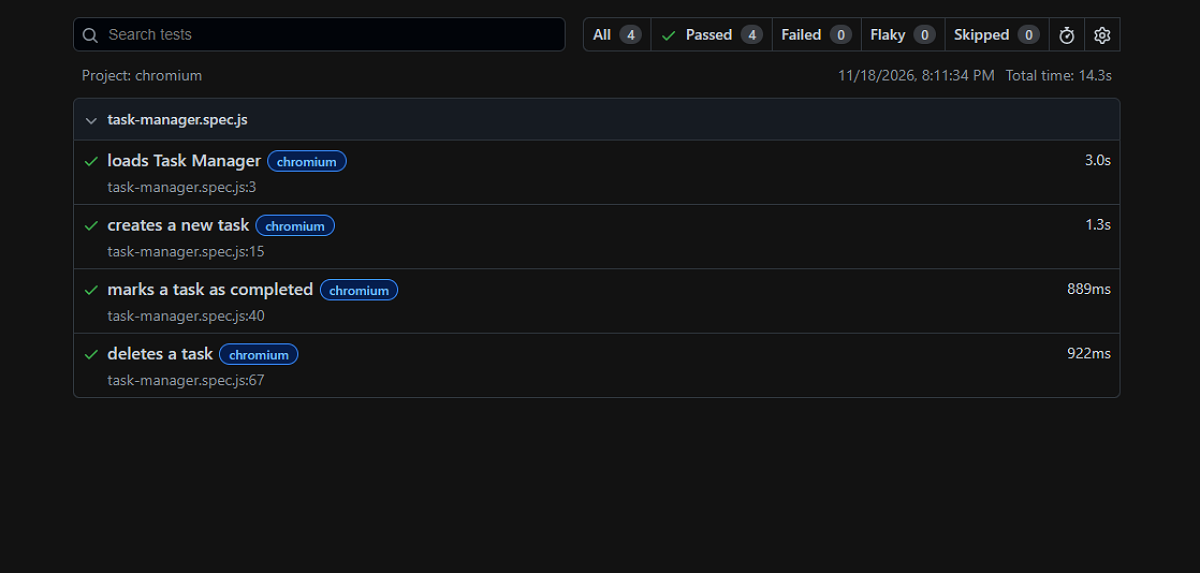 Search tests
All 4 Passed 4 Failed 0 Flaky 0 Skipped 0
Project: chromium 11/18/2026, 8:11:34 PM Total time: 14.3s
task-manager.spec.js
loads Task Manager chromium 3.0s
task-manager.spec.js:3
creates a new task chromium 1.3s
task-manager.spec.js:15
marks a task as completed chromium 889ms
task-manager.spec.js:40
deletes a task chromium 922ms
task-manager.spec.js:67